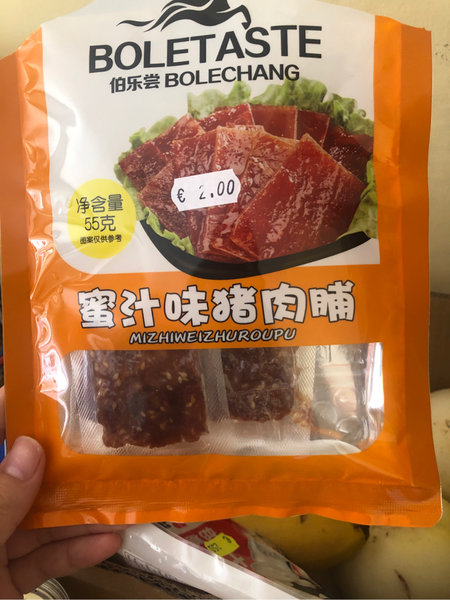 BOLETASTE
伯乐尝 BOLECHANG
€ 2.00
净含量
55克
图案仅供参考
蜜汁味猪肉脯
MIZHIWEIZHUROUPU